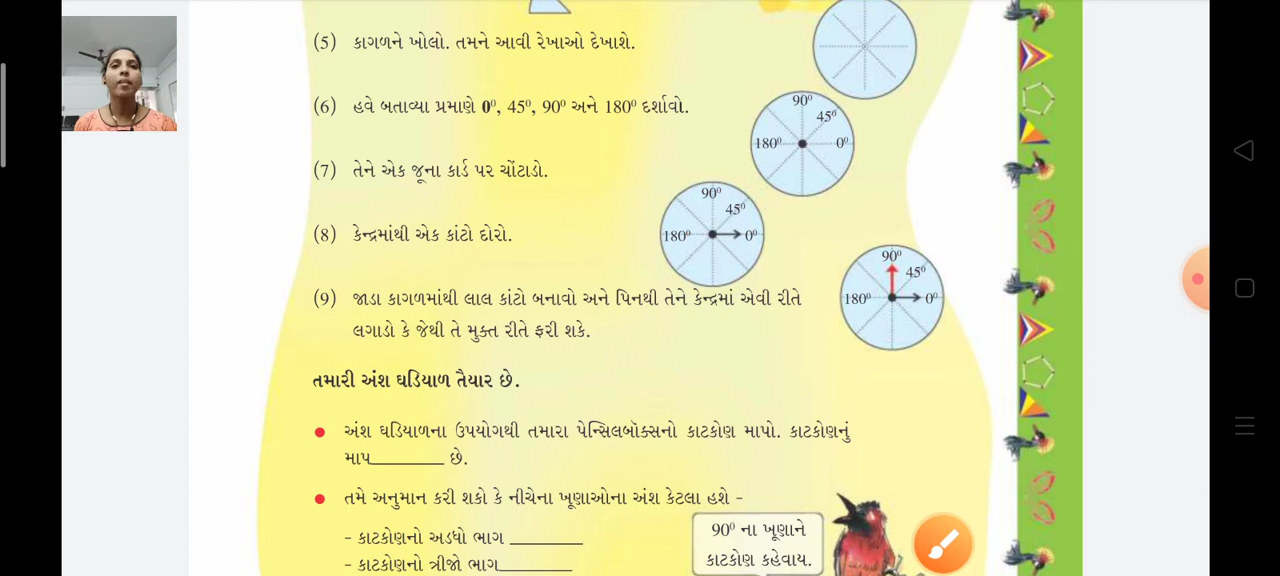 (5) કાગળને ખોલો. તમને આવી રેખાઓ દેખાશે.
(6) હવે બતાવ્યા પ્રમાણે 0⁰, 45⁰, 90⁰ અને 180⁰ દર્શાવો.
90⁰
45⁰
180⁰
0⁰
(7) તેને એક જૂના કાર્ડ પર ચોંટાડો.
90⁰
45⁰
180⁰
0⁰
(8) કેન્દ્રમાંથી એક કાંટો દોરો.
90⁰
45⁰
180⁰
0⁰
(9) જાડા કાગળમાંથી લાલ કાંટો બનાવો અને પિનથી તેને કેન્દ્રમાં એવી રીતે
લગાડો કે જેથી તે મુક્ત રીતે ફરી શકે.
તમારી અંશ ઘડિયાળ તૈયાર છે.
● અંશ ઘડિયાળના ઉપયોગથી તમારા પેન્સિલબૉક્સનો કાટકોણ માપો. કાટકોણનું
માપ________ છે.
● તમે અનુમાન કરી શકો કે નીચેના ખૂણાઓના અંશ કેટલા હશે –
- કાટકોણનો અડધો ભાગ ________
- કાટકોણનો ત્રીજો ભાગ________
90⁰ ના ખૂણાને
કાટકોણ કહેવાય.